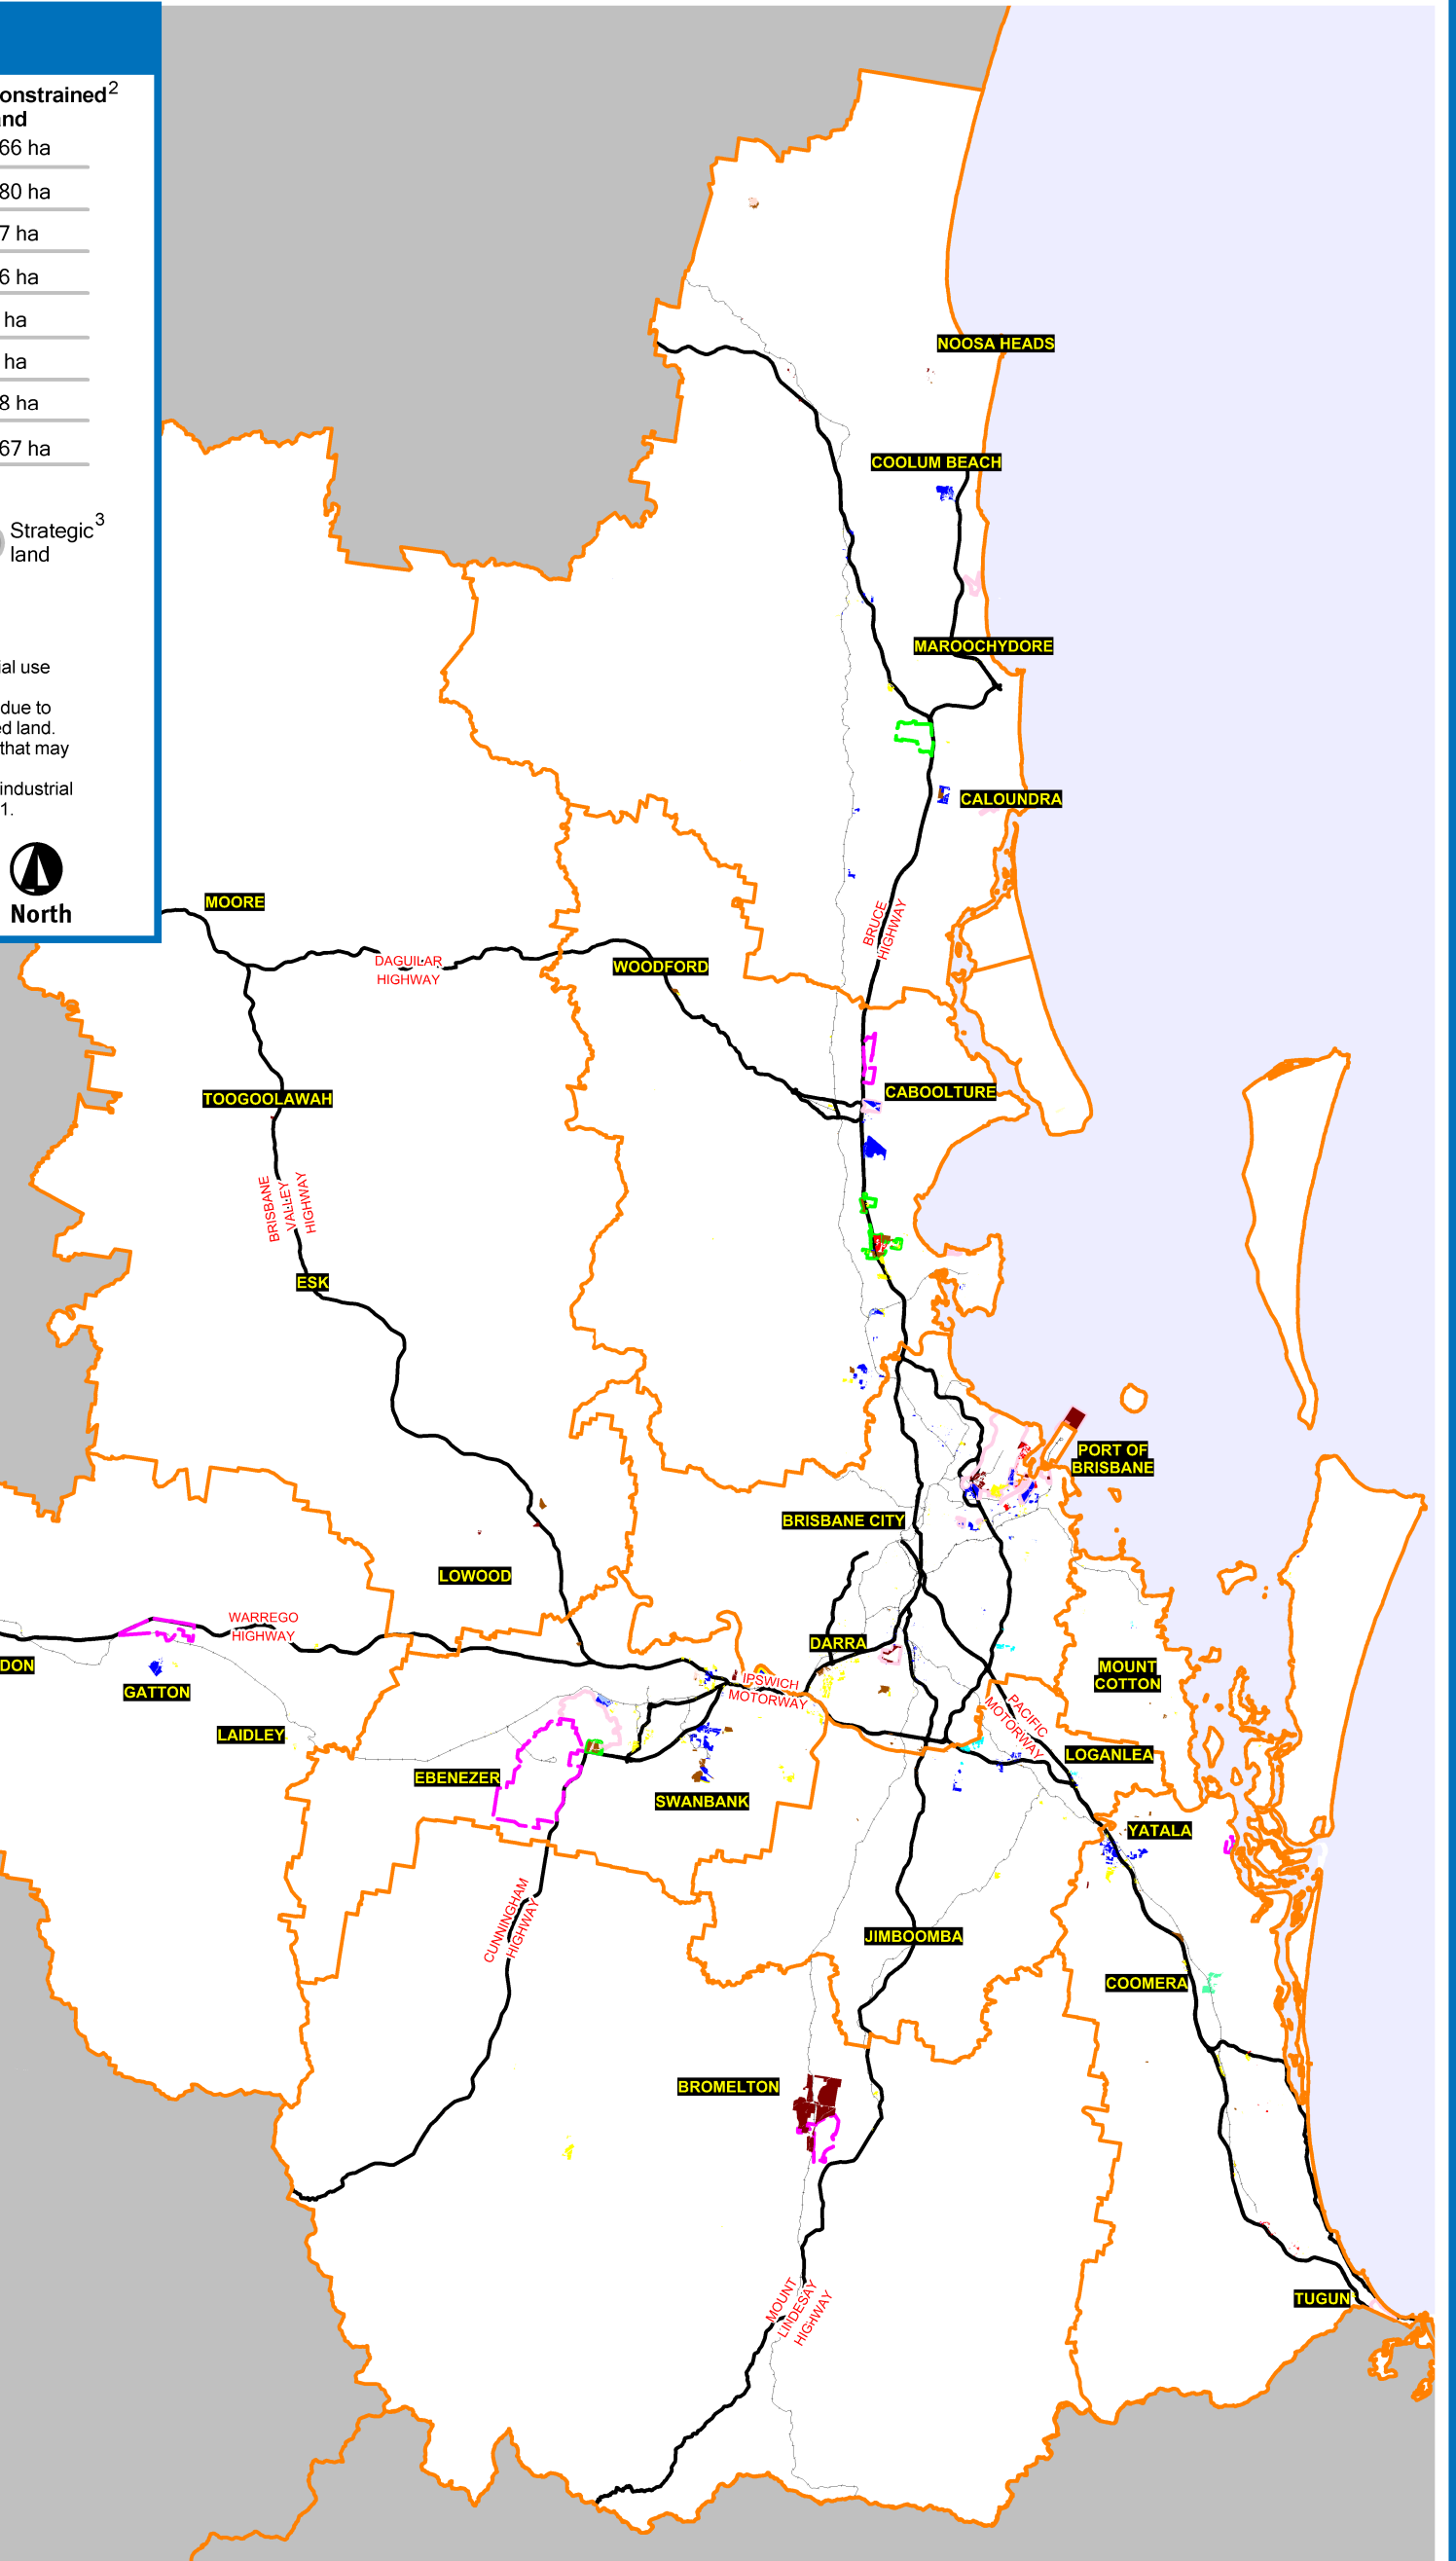 onstrained2
nd
66 ha
80 ha
7 ha
6 ha
ha
ha
8 ha
67 ha
Strategic3
land
ial use
due to
ed land.
that may
industrial
1.
North
NOOSA HEADS
COOLUM BEACH
MAROOCHYDORE
CALOUNDRA
MOORE
BRUCE
HIGHWAY
DAGUILAR
HIGHWAY
WOODFORD
TOOGOOLAWAH
CABOOLTURE
BRISBANE
VALLEY
HIGHWAY
ESK
PORT OF
BRISBANE
BRISBANE CITY
LOWOOD
WARREGO
HIGHWAY
DON
DARRA
GATTON
MOUNT
COTTON
IPSWICH
MOTORWAY
PACIFIC
MOTORWAY
LAIDLEY
LOGANLEA
EBENEZER
SWANBANK
YATALA
CUNNINGHAM
HIGHWAY
JIMBOOMBA
COOMERA
BROMELTON
MOUNT
LINDESAY
HIGHWAY
TUGUN